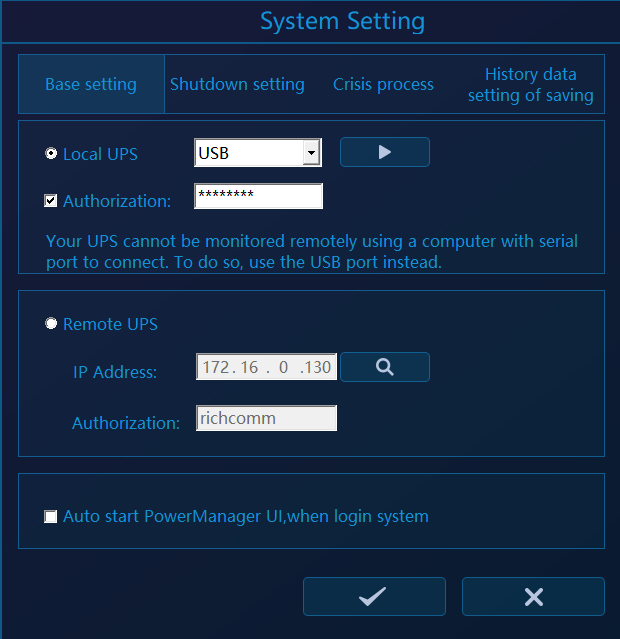 System Setting
Base setting
Shutdown setting
Crisis process
History data
setting of saving
Local UPS
USB
Authorization:
********
Your UPS cannot be monitored remotely using a computer with serial
port to connect. To do so, use the USB port instead.
Remote UPS
IP Address:
172 . 16 . 0 .130
Authorization:
richcomm
Auto start PowerManager UI,when login system